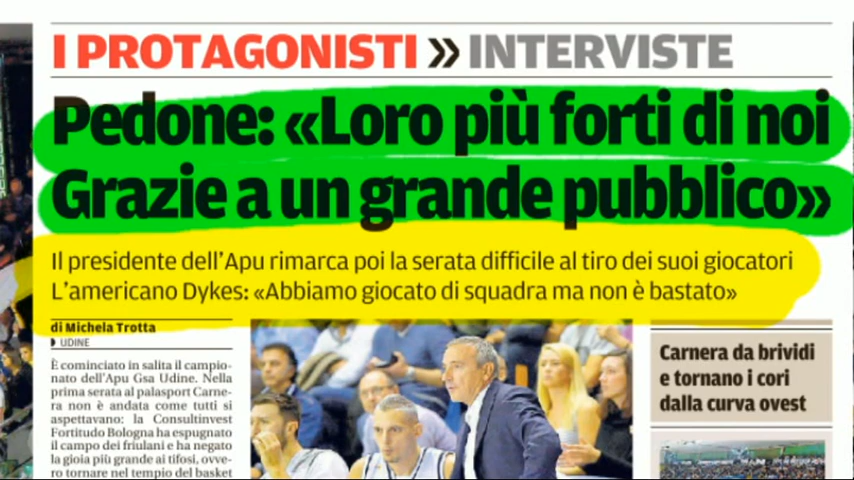 I PROTAGONISTI » INTERVISTE
Pedone: «Loro più forti di noi
Grazie a un grande pubblico»
Il presidente dell'Apu rimarca poi la serata difficile al tiro dei suoi giocatori
L'americano Dykes: «Abbiamo giocato di squadra ma non è bastato»
di Michela Trotta
UDINE
È cominciato in salita il campio-
nato dell'Apu Gsa Udine. Nella
prima serata al palasport Carne-
ra non è andata come tutti si
aspettavano: la Consultinvest
Fortitudo Bologna ha espugnato
il campo dei friulani e ha negato
la gioia più grande ai tifosi, ovve-
ro tornare nel tempio del basket
Carnera da brividi
e tornano i cori
dalla curva ovest